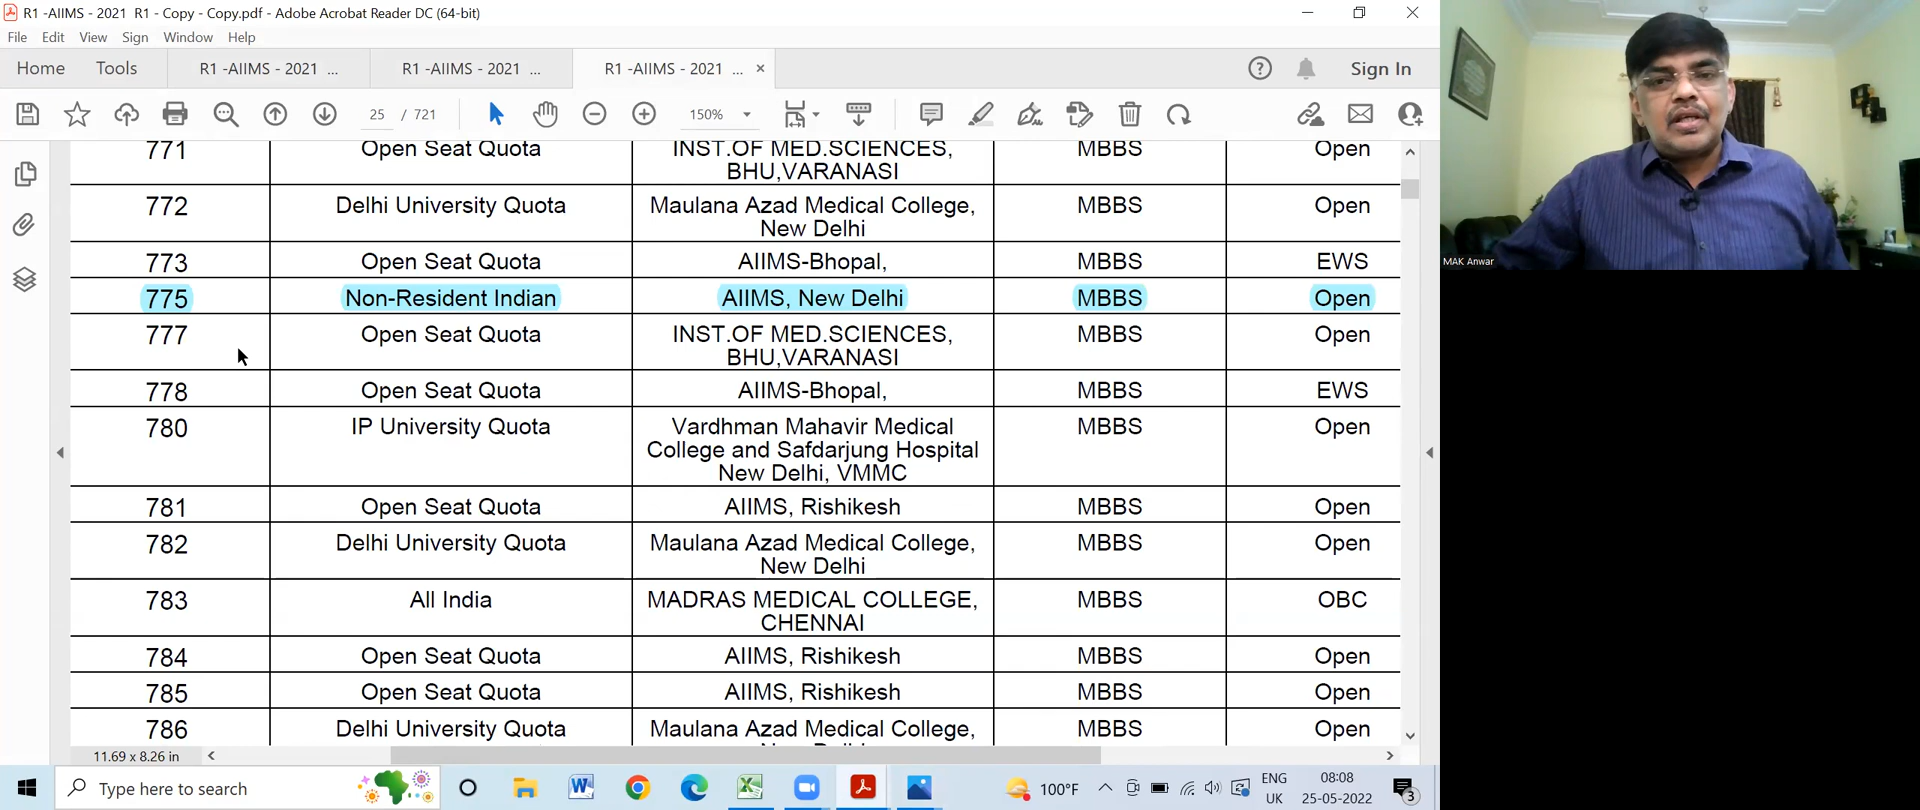 R1 -AIIMS - 2021 R1 - Copy - Copy.pdf - Adobe Acrobat Reader DC (64-bit)
File Edit View Sign Window Help
Home Tools R1 -AIIMS - 2021 ... R1 -AIIMS - 2021 ... R1 -AIIMS - 2021 ... × Sign In
25 / 721 150%
771 Open Seat Quota INST.OF MED.SCIENCES, MBBS Open
BHU,VARANASI
772 Delhi University Quota Maulana Azad Medical College, MBBS Open
New Delhi
773 Open Seat Quota AIIMS-Bhopal, MBBS EWS
775 Non-Resident Indian AIIMS, New Delhi MBBS Open
777 Open Seat Quota INST.OF MED.SCIENCES, MBBS Open
BHU,VARANASI
778 Open Seat Quota AIIMS-Bhopal, MBBS EWS
780 IP University Quota Vardhman Mahavir Medical MBBS Open
College and Safdarjung Hospital
New Delhi, VMMC
781 Open Seat Quota AIIMS, Rishikesh MBBS Open
782 Delhi University Quota Maulana Azad Medical College, MBBS Open
New Delhi
783 All India MADRAS MEDICAL COLLEGE, MBBS OBC
CHENNAI
784 Open Seat Quota AIIMS, Rishikesh MBBS Open
785 Open Seat Quota AIIMS, Rishikesh MBBS Open
786 Delhi University Quota Maulana Azad Medical College, MBBS Open
11.69 x 8.26 in
Type here to search 100°F ENG 08:08
UK 25-05-2022 3
MAK Anwar